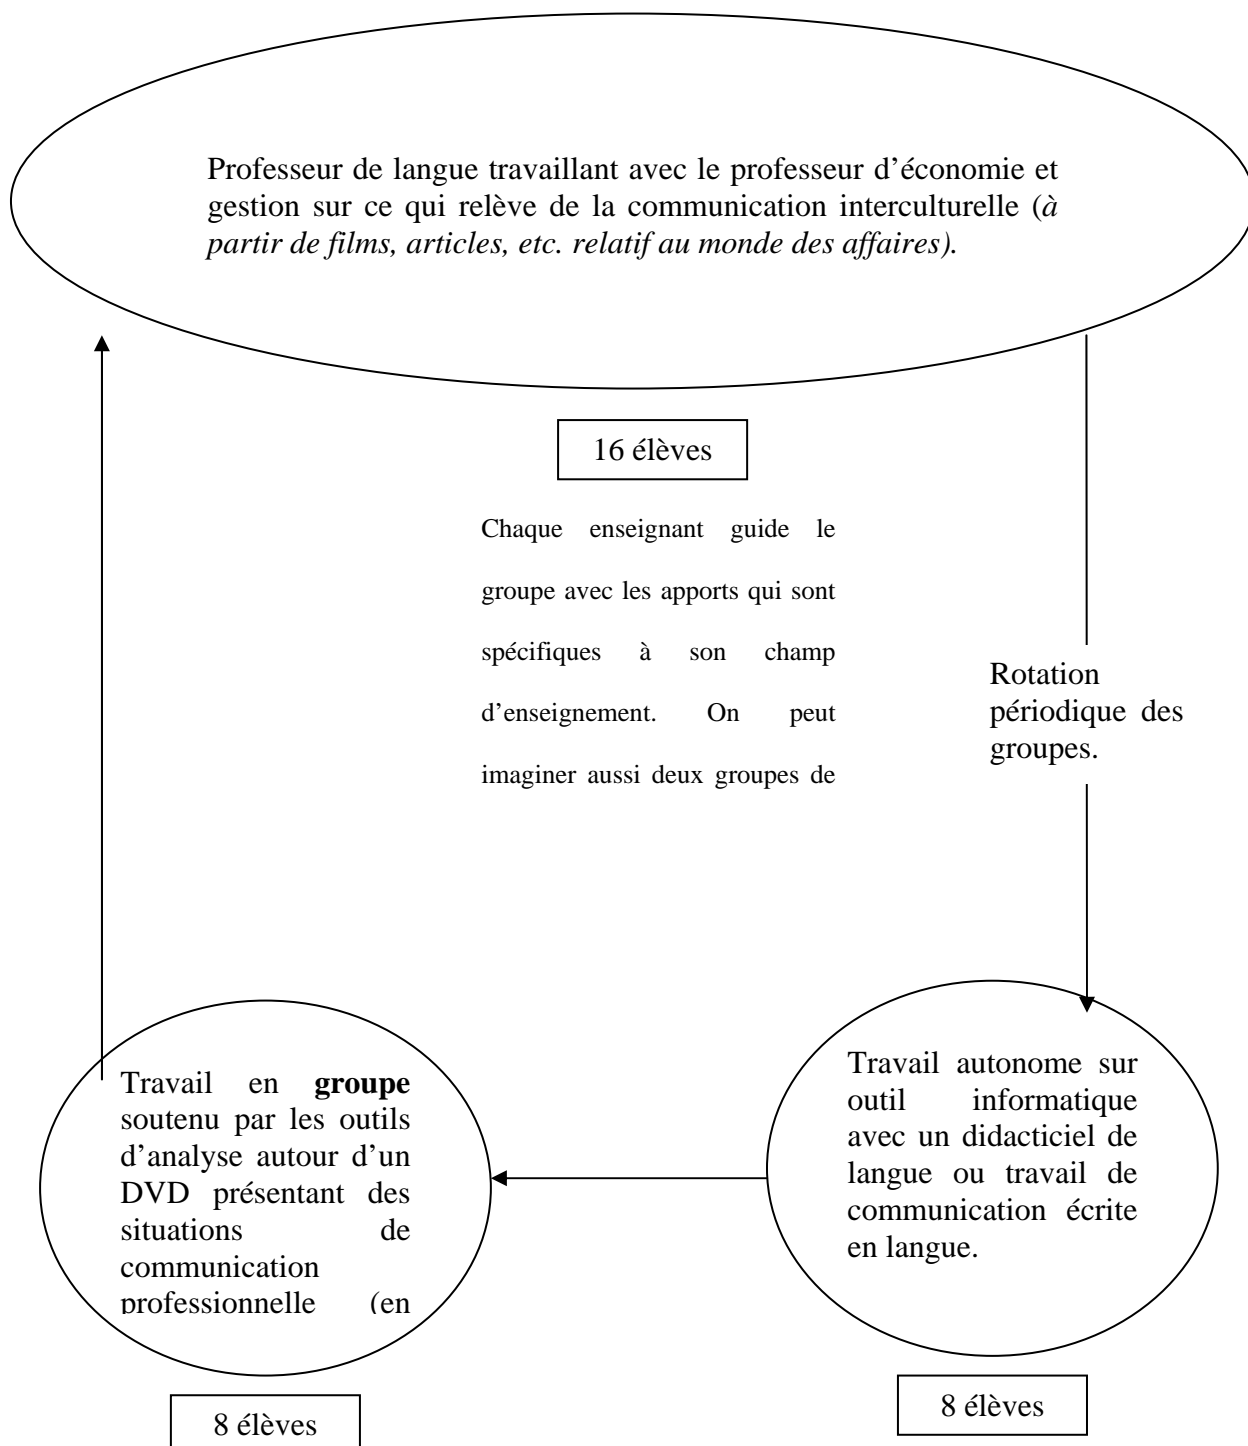 Professeur de langue travaillant avec le professeur d’économie et
gestion sur ce qui relève de la communication interculturelle (à
partir de films, articles, etc. relatif au monde des affaires).
16 élèves
Chaque enseignant guide le
groupe avec les apports qui sont
spécifiques à son champ
d’enseignement. On peut
imaginer aussi deux groupes de
Rotation
périodique des
groupes.
Travail en groupe
soutenu par les outils
d’analyse autour d’un
DVD présentant des
situations de
communication
professionnelle (en
8 élèves
Travail autonome sur
outil informatique
avec un didacticiel de
langue ou travail de
communication écrite
en langue.
8 élèves